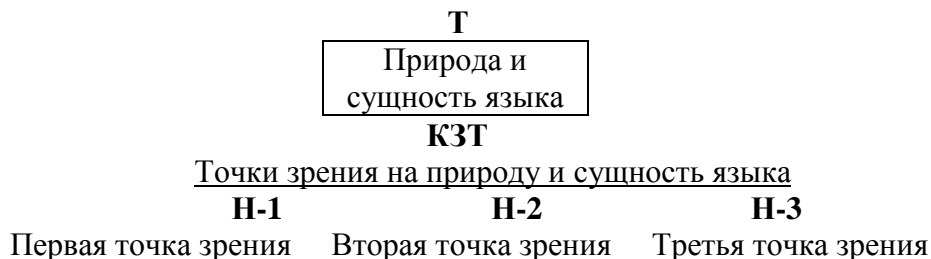 Т
Природа и
сущность языка
КЗТ
Точки зрения на природу и сущность языка
Н-1 Н-2 Н-3
Первая точка зрения Вторая точка зрения Третья точка зрения